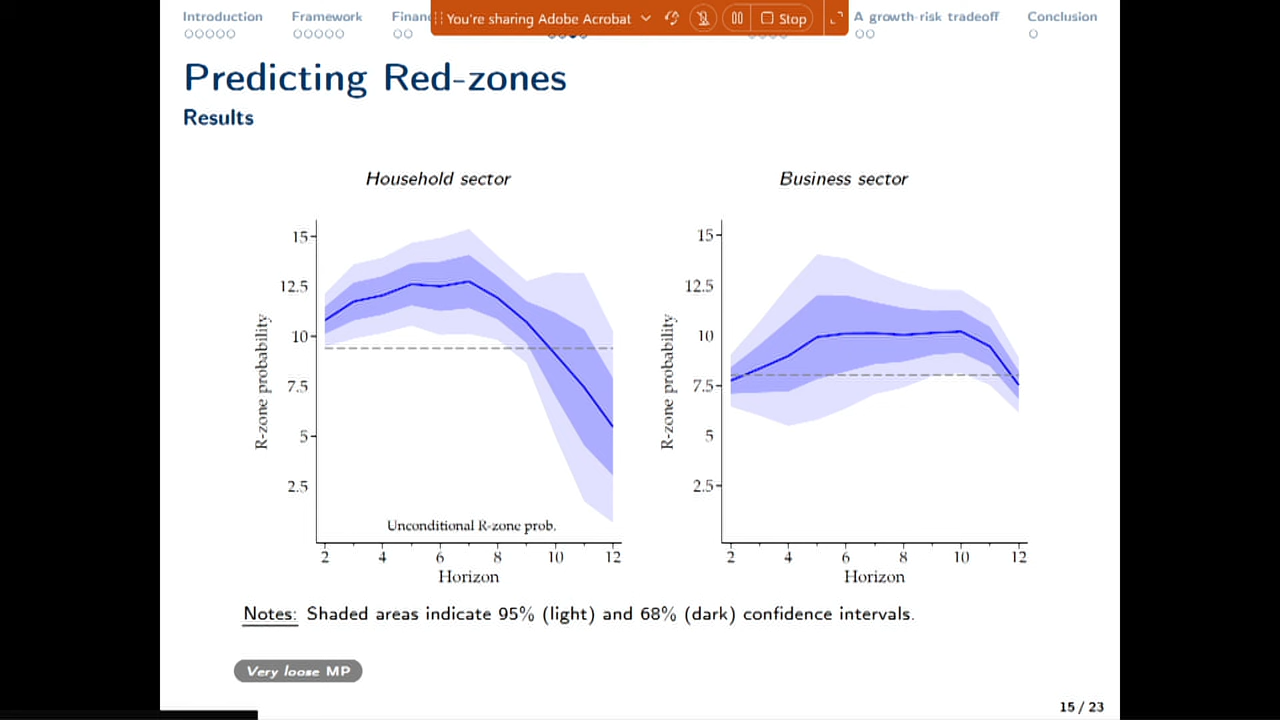 Introduction Framework Finan You're sharing Adobe Acrobat Stop A growth-risk tradeoff Conclusion
Predicting Red-zones
Results
Household sector
15
12.5
10
7.5
5
2.5
R-zone probability
Unconditional R-zone prob.
2 4 6 8 10 12
Horizon
Business sector
15
12.5
10
7.5
5
2.5
R-zone probability
2 4 6 8 10 12
Horizon
Notes: Shaded areas indicate 95% (light) and 68% (dark) confidence intervals.
Very loose MP
15 / 23